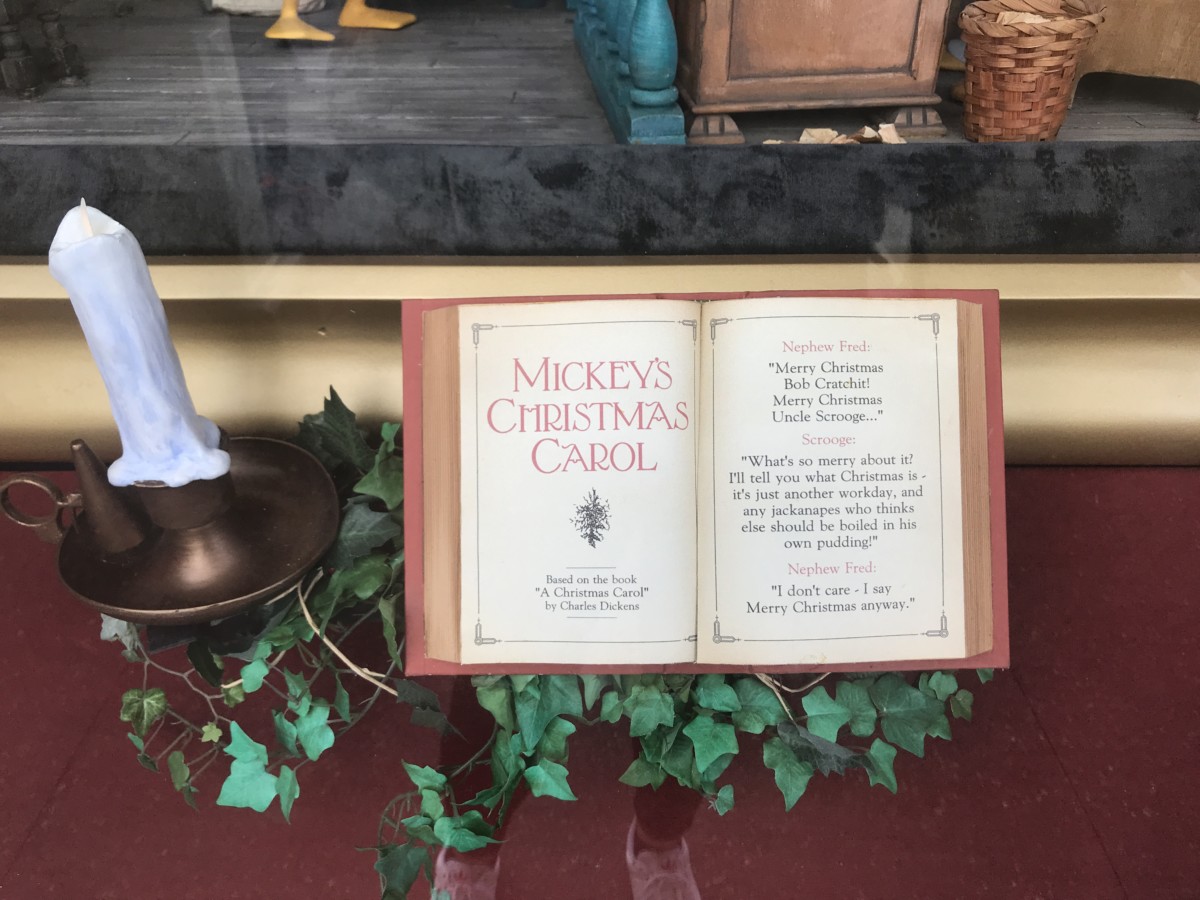 MICKEY'S
CHRISTMAS
CAROL
Based on the book
"A Christmas Carol"
by Charles Dickens
Nephew Fred:
"Merry Christmas
Bob Cratchit!
Merry Christmas
Uncle Scrooge..."
Scrooge:
"What's so merry about it?
I'll tell you what Christmas is -
it's just another workday, and
any jackanapes who thinks
else should be boiled in his
own pudding!"
Nephew Fred:
"I don't care - I say
Merry Christmas anyway."